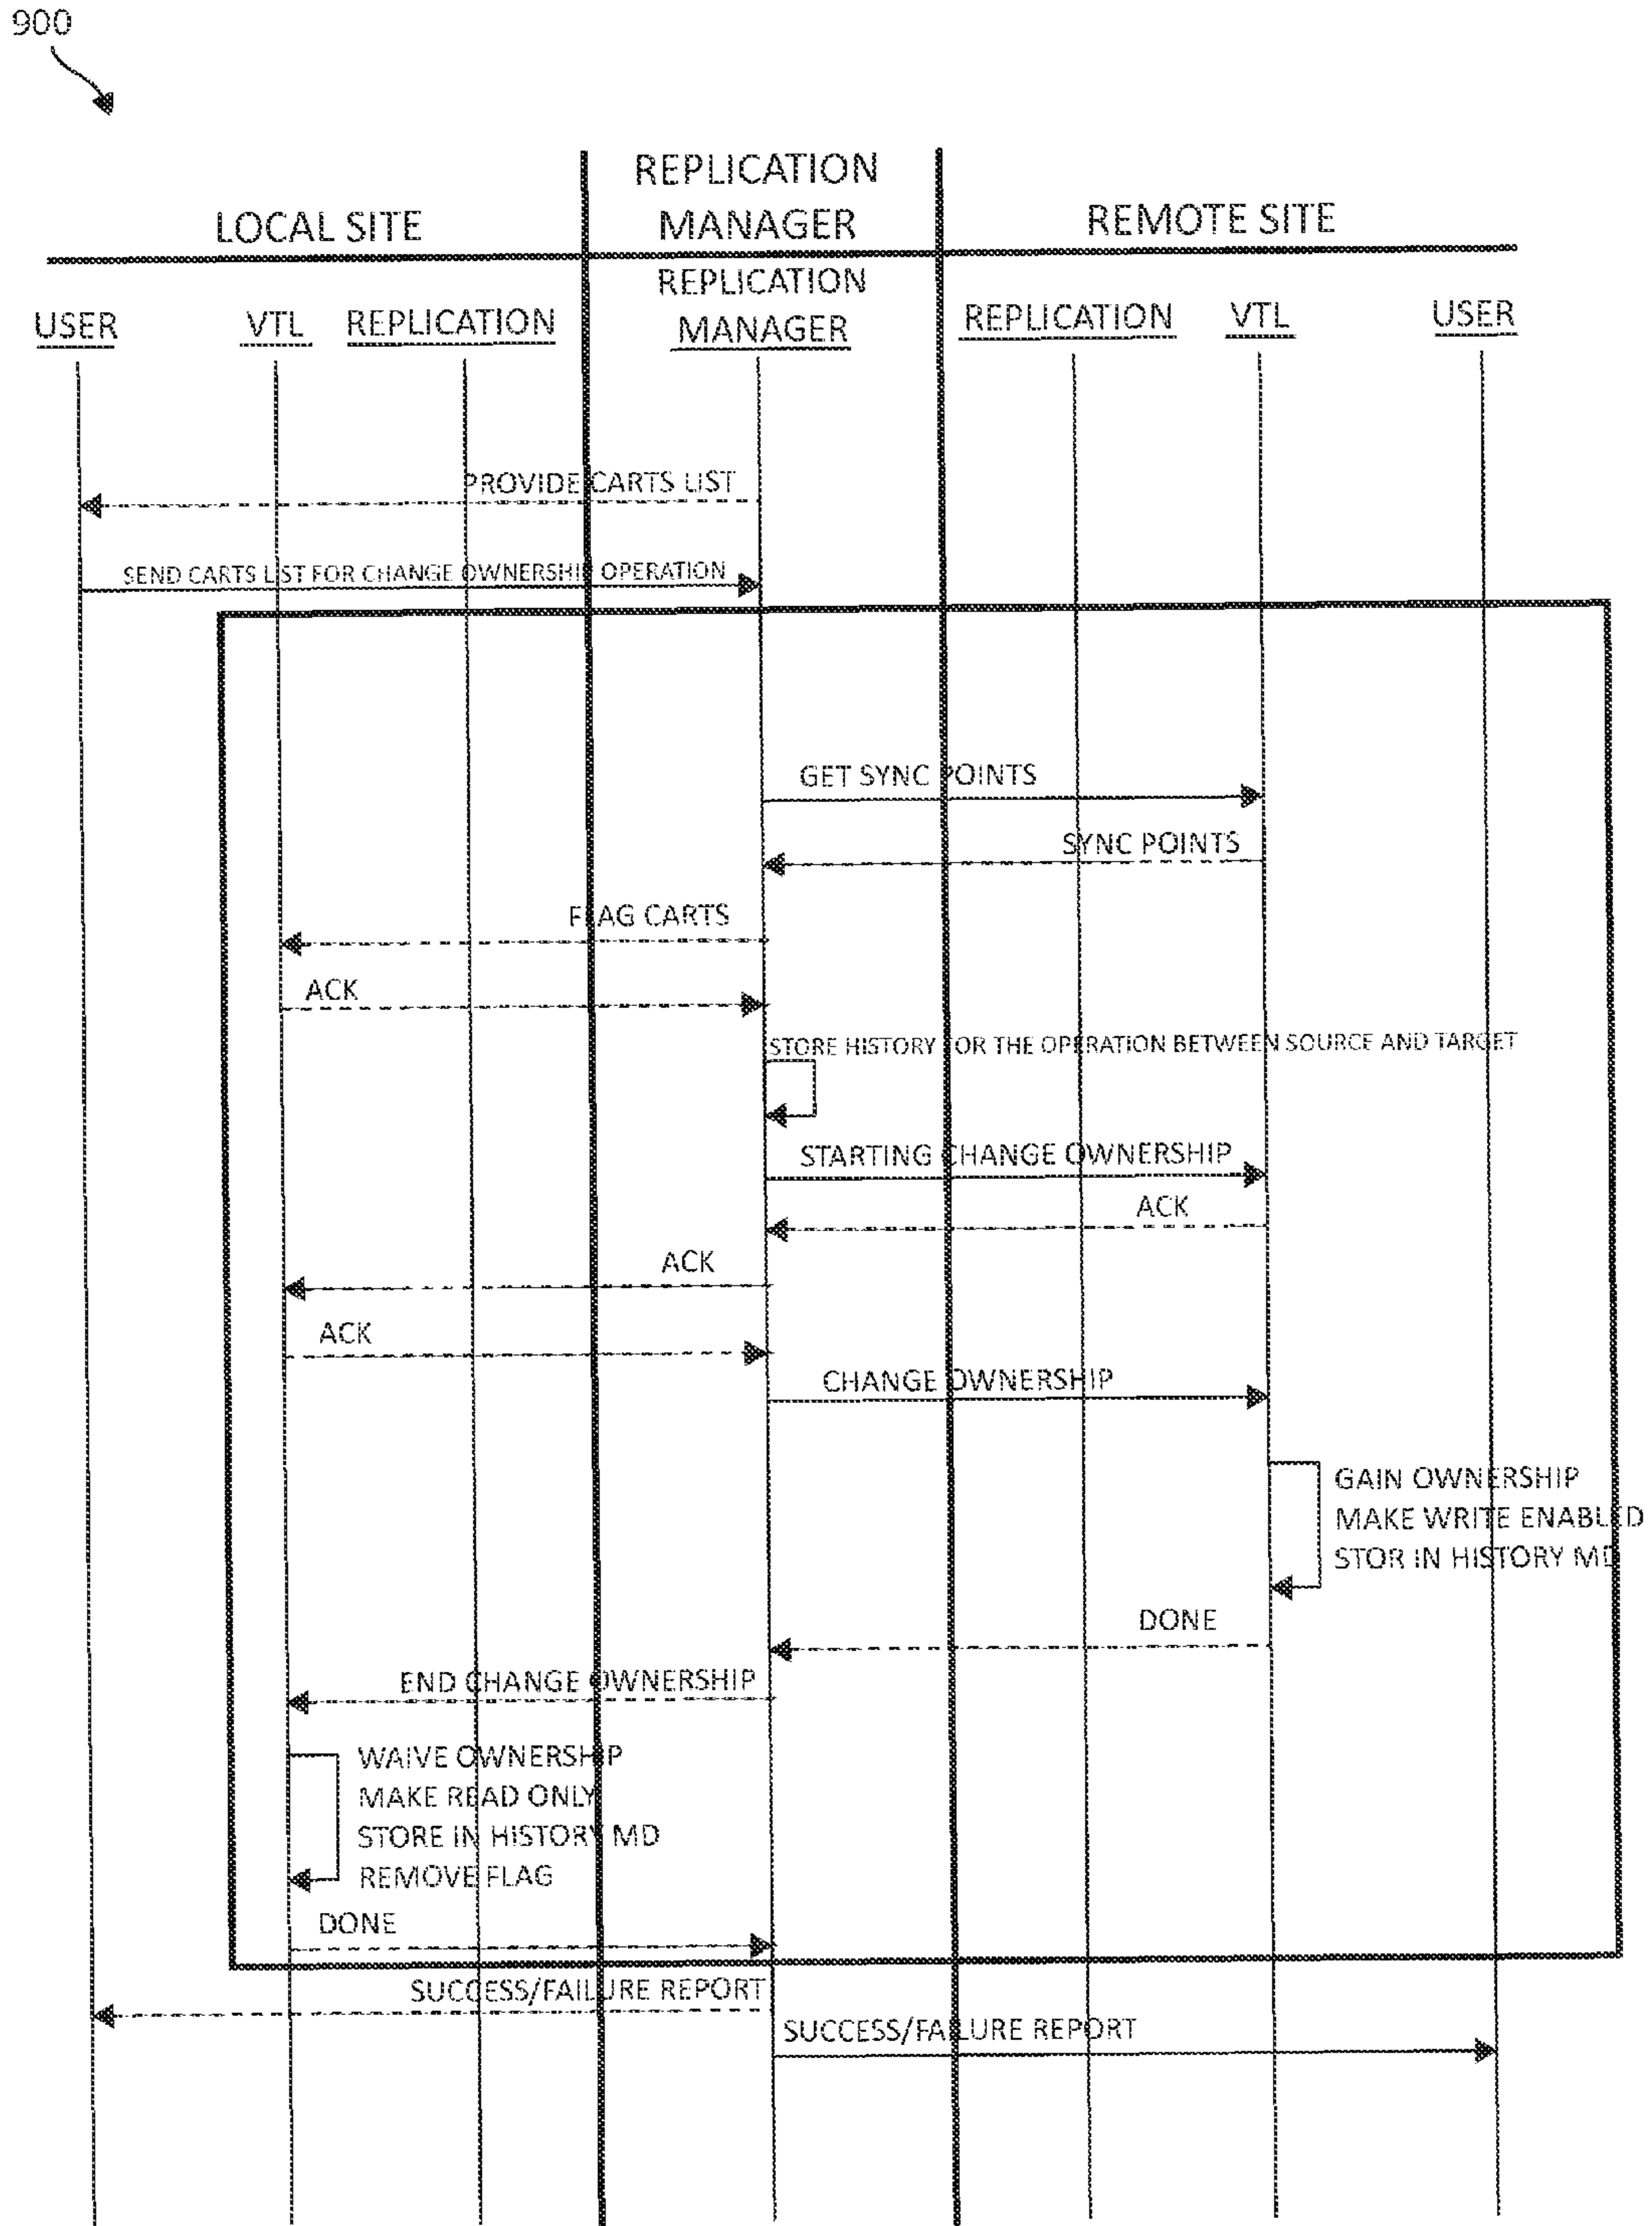 900
REPLICATION
MANAGER
LOCAL SITE
REMOTE SITE
REPLICATION
MANAGER
USER
VTL
REPLICATION
REPLICATION
VTL
USER
PROVIDE CARTS LIST
SEND CARTS LIST FOR CHANGE OWNERSHIP OPERATION
GET SYNC POINTS
SYNC POINTS
FLAG CARTS
ACK
STORE HISTORY FOR THE OPERATION BETWEEN SOURCE AND TARGET
STARTING CHANGE OWNERSHIP
ACK
ACK
ACK
CHANGE OWNERSHIP
GAIN OWNERSHIP
MAKE WRITE ENABLED
STOR IN HISTORY MD
DONE
END CHANGE OWNERSHIP
WAIVE OWNERSHIP
MAKE READ ONLY
STORE IN HISTORY MD
REMOVE FLAG
DONE
SUCCESS/FAILURE REPORT
SUCCESS/FAILURE REPORT